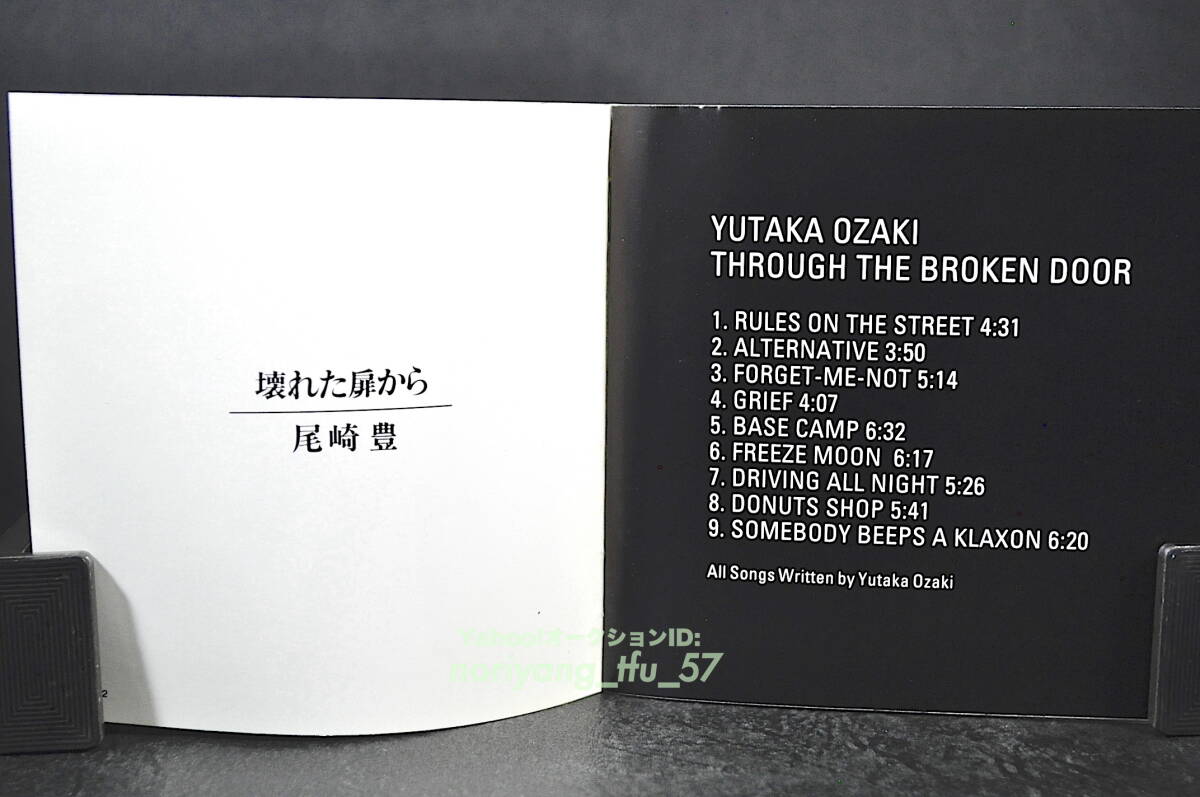 壊れた扉から
尾崎豊
2
YUTAKA OZAKI
THROUGH THE BROKEN DOOR
1. RULES ON THE STREET 4:31
2. ALTERNATIVE 3:50
3. FORGET-ME-NOT 5:14
4. GRIEF 4:07
5. BASE CAMP 6:32
6. FREEZE MOON 6:17
7. DRIVING ALL NIGHT 5:26
8. DONUTS SHOP 5:41
9. SOMEBODY BEEPS A KLAXON 6:20
All Songs Written by Yutaka Ozaki
Yahoo!オークションID:
noriyang_tfu_57